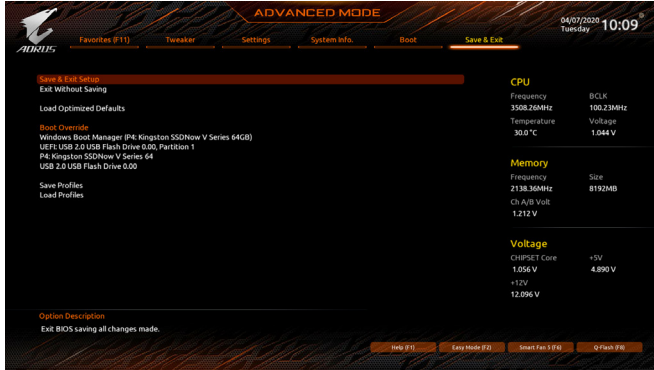 ADVANCED MODE
04/07/2020
Tuesday
10:09
AORUS
Favorites (F11) Tweaker Settings System Info. Boot Save & Exit
Save & Exit Setup
Exit Without Saving
Load Optimized Defaults
Boot Override
Windows Boot Manager (P4: Kingston SSDNow V Series 64GB)
UEFI: USB 2.0 USB Flash Drive 0.00, Partition 1
P4: Kingston SSDNow V Series 64
USB 2.0 USB Flash Drive 0.00
Save Profiles
Load Profiles
CPU
Frequency BCLK
3508.26MHz 100.23MHz
Temperature Voltage
30.0 °C 1.044 V
Memory
Frequency Size
2138.36MHz 8192MB
Ch A/B Volt
1.212 V
Voltage
CHIPSET Core +5V
1.056 V 4.890 V
+12V
12.096 V
Option Description
Exit BIOS saving all changes made.
Help (F1) Easy Mode (F2) Smart Fan 5 (F6) Q-Flash (F8)